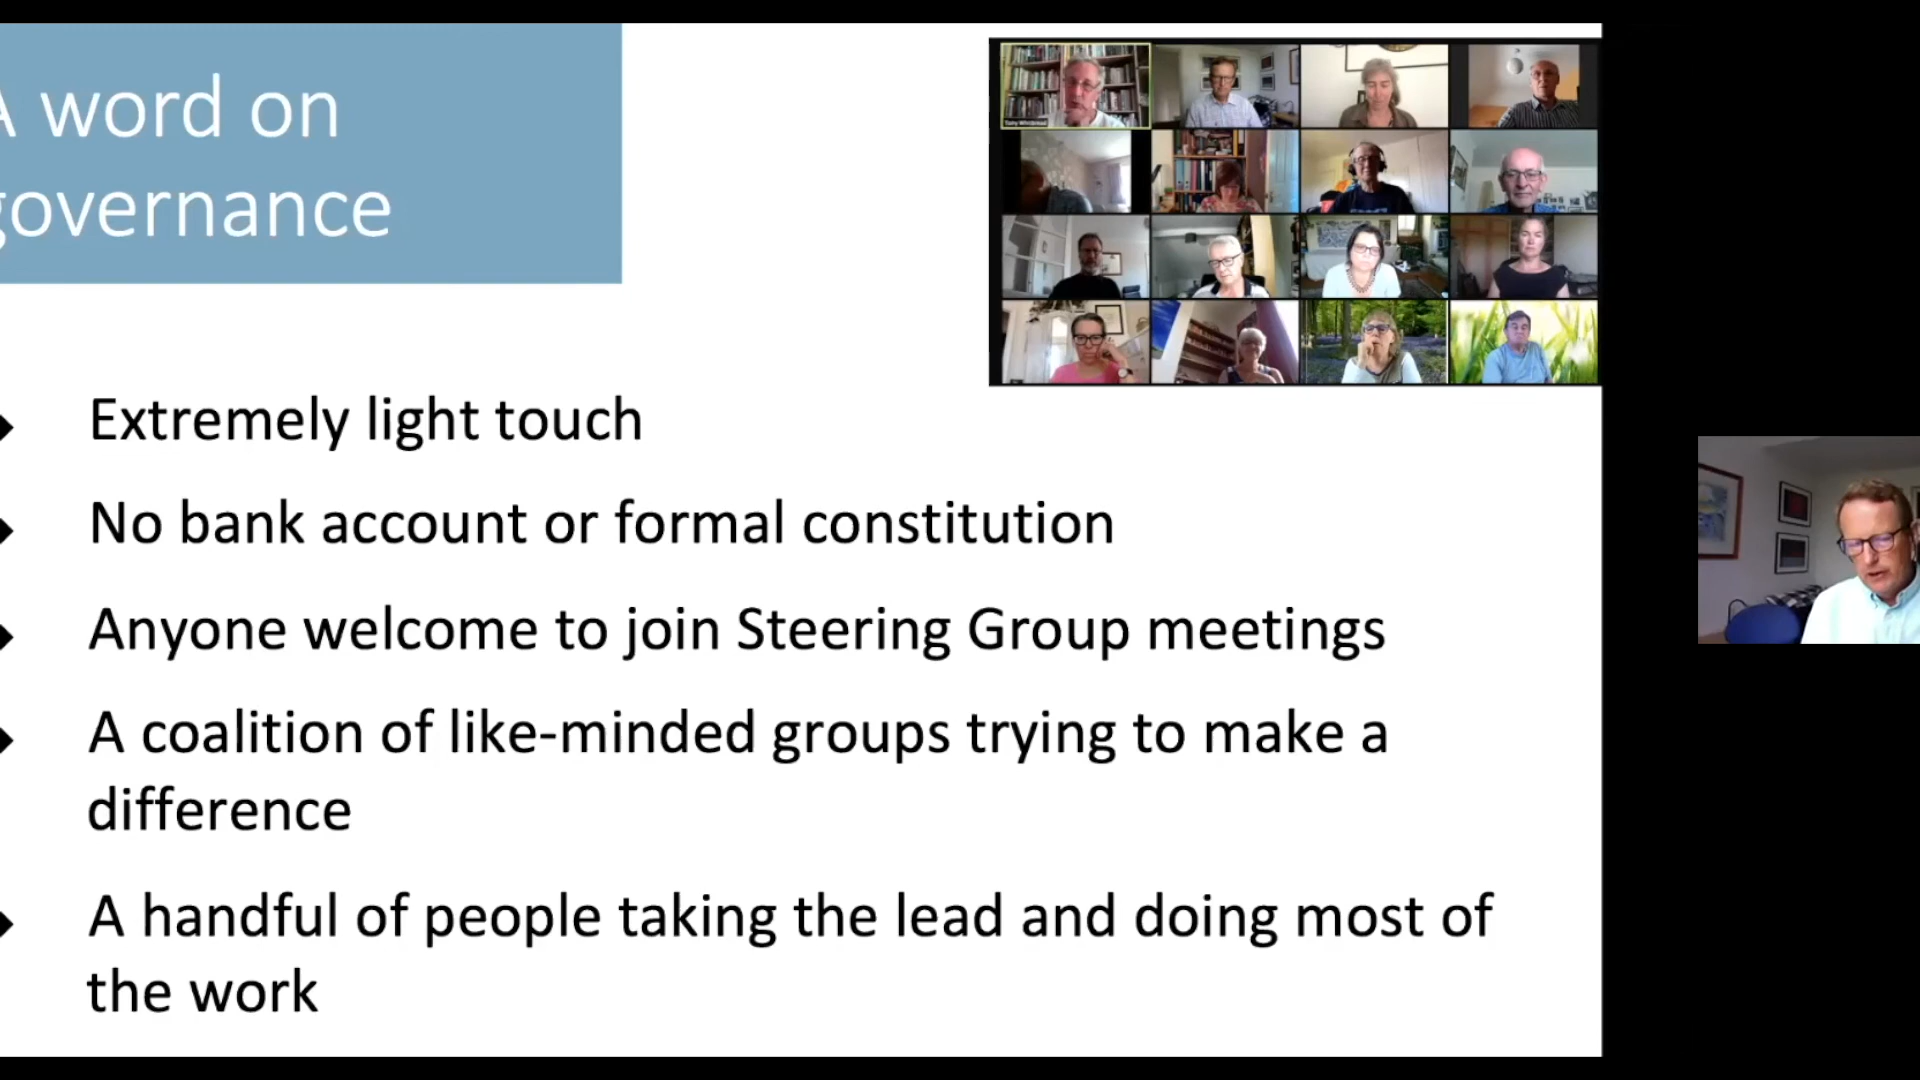 A word on
governance
Extremely light touch
No bank account or formal constitution
Anyone welcome to join Steering Group meetings
A coalition of like-minded groups trying to make a
difference
A handful of people taking the lead and doing most of
the work